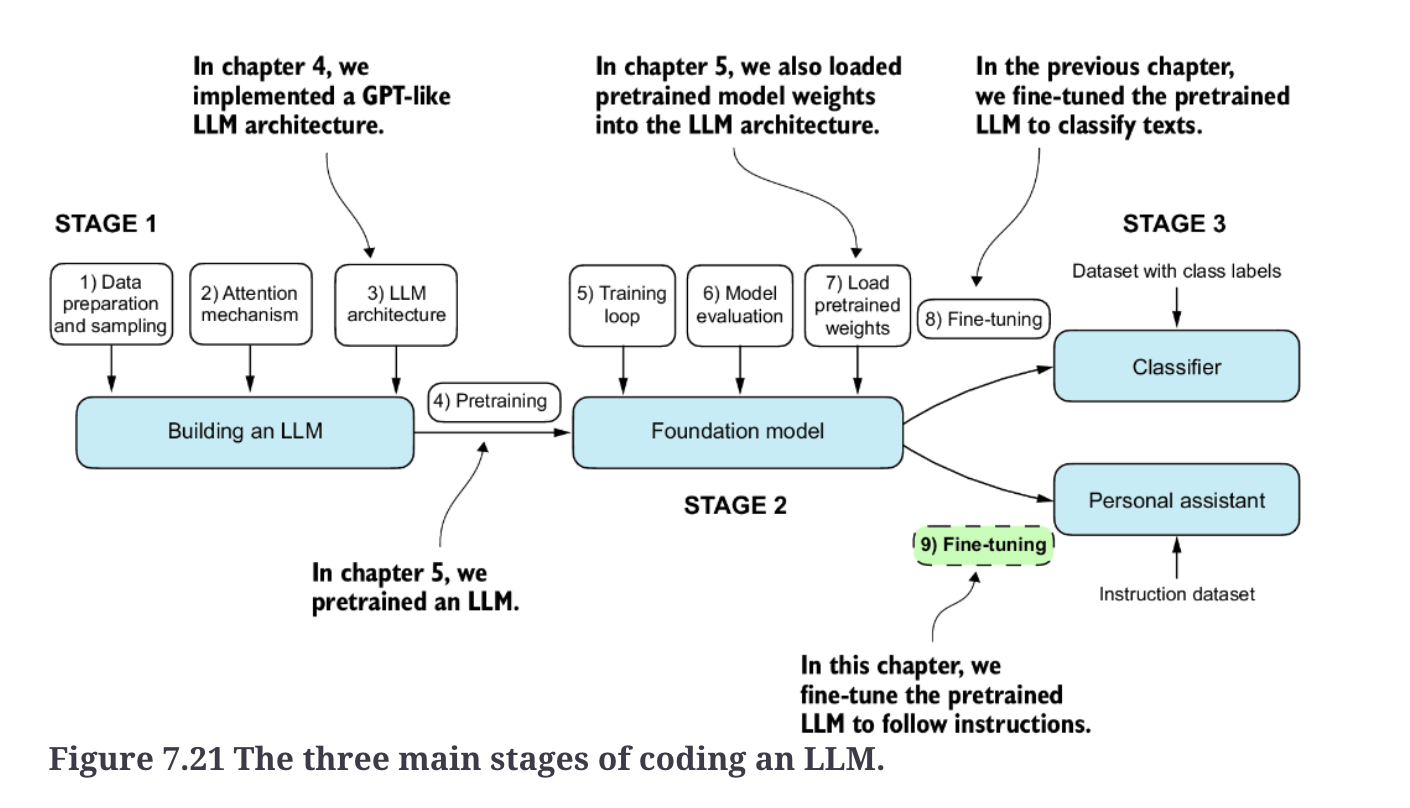 In chapter 4, we
implemented a GPT-like
LLM architecture.
In chapter 5, we also loaded
pretrained model weights
into the LLM architecture.
In the previous chapter,
we fine-tuned the pretrained
LLM to classify texts.
STAGE 1
STAGE 3
1) Data
preparation
and sampling
2) Attention
mechanism
3) LLM
architecture
5) Training
loop
6) Model
evaluation
7) Load
pretrained
weights
8) Fine-tuning
Dataset with class labels
Classifier
4) Pretraining
Building an LLM
Foundation model
STAGE 2
Personal assistant
9) Fine-tuning
Instruction dataset
In chapter 5, we
pretrained an LLM.
In this chapter, we
fine-tune the pretrained
LLM to follow instructions.
Figure 7.21 The three main stages of coding an LLM.